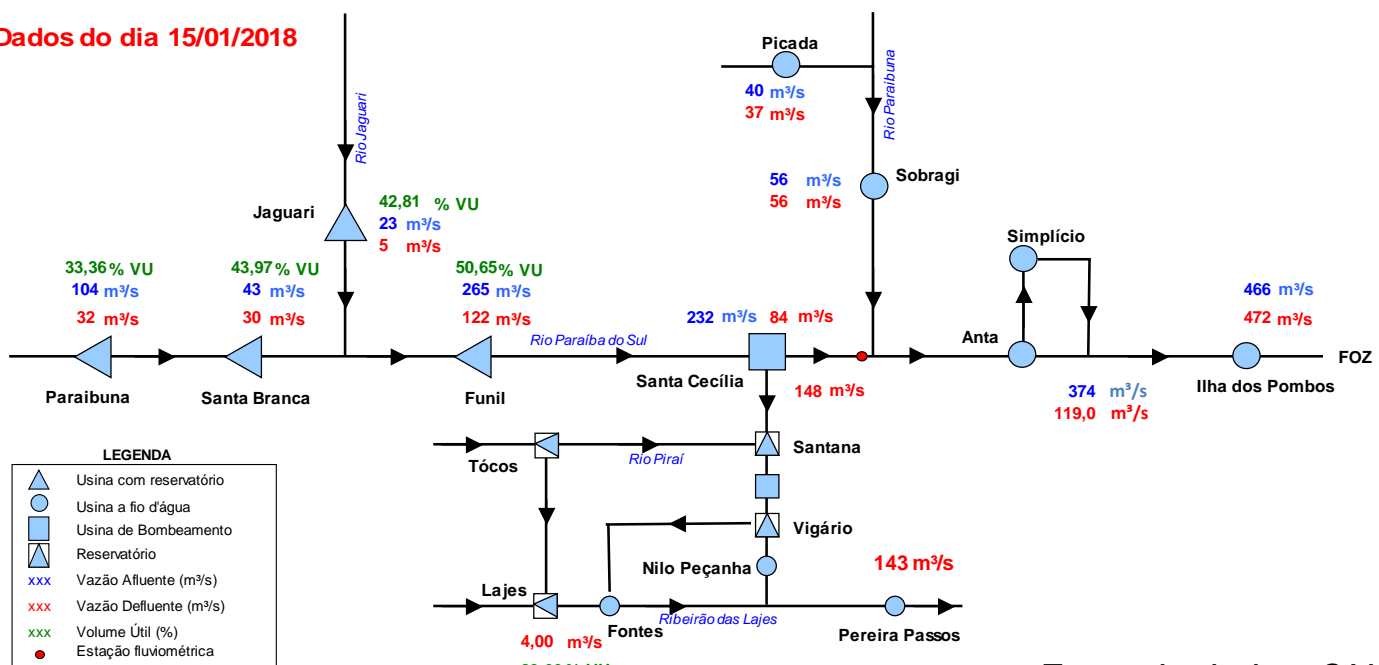 Dados do dia 15/01/2018
Picada
40 m³/s
37 m³/s
Rio Paraibuna
Rio Jaguari
56 m³/s
56 m³/s
Sobragi
Jaguari
42,81 % VU
23 m³/s
5 m³/s
Simplício
33,36 % VU
104 m³/s
32 m³/s
43,97 % VU
43 m³/s
30 m³/s
50,65 % VU
265 m³/s
122 m³/s
Rio Paraíba do Sul
232 m³/s 84 m³/s
466 m³/s
472 m³/s
Anta
FOZ
Paraibuna
Santa Branca
Funil
Santa Cecília
148 m³/s
374 m³/s
119,0 m³/s
Ilha dos Pombos
Tócos
Rio Piraí
Santana
Vigário
Nilo Peçanha
143 m³/s
Lajes
Fontes
Ribeirão das Lajes
Pereira Passos
4,00 m³/s
% VU
LEGENDA
Usina com reservatório
Usina a fio d'água
Usina de Bombeamento
Reservatório
xxx Vazão Afluente (m³/s)
xxx Vazão Defluente (m³/s)
xxx Volume Útil (%)
Estação fluviométrica